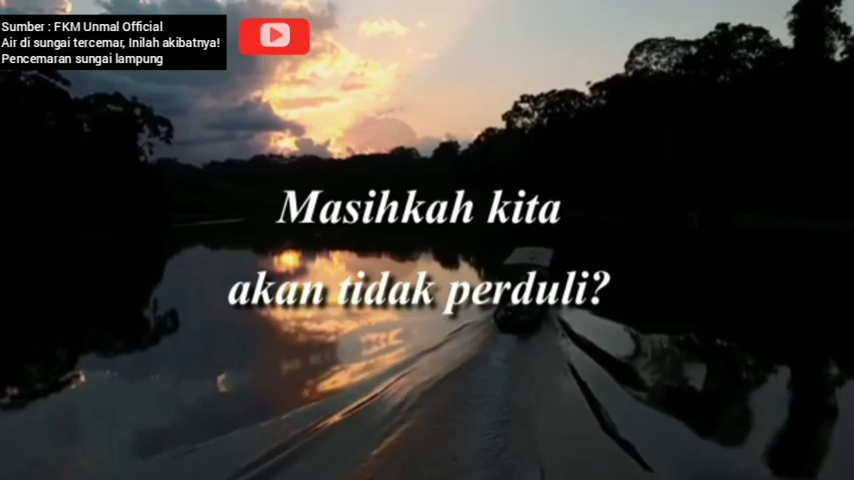 Sumber : FKM Unmal Official
Air di sungai tercemar, Inilah akibatnya!
Pencemaran sungai lampung
Masihkah kita
akan tidak perduli?